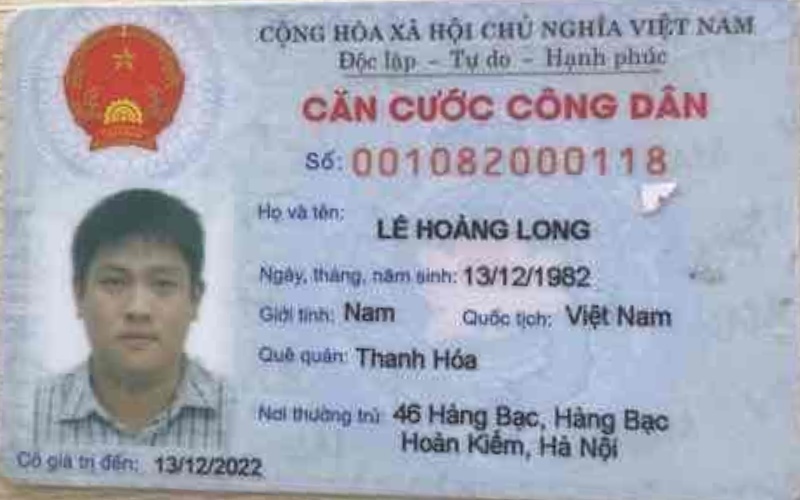 CỘNG HÒA XÃ HỘI CHỦ NGHĨA VIỆT NAM
Độc lập - Tự do - Hạnh phúc
CĂN CƯỚC CÔNG DÂN
Số: 001082000118
Họ và tên: LÊ HOÀNG LONG
Ngày, tháng, năm sinh: 13/12/1982
Giới tính: Nam Quốc tịch: Việt Nam
Quê quán: Thanh Hóa
Nơi thường trú: 46 Hàng Bạc, Hàng Bạc
Hoàn Kiếm, Hà Nội
Có giá trị đến: 13/12/2022